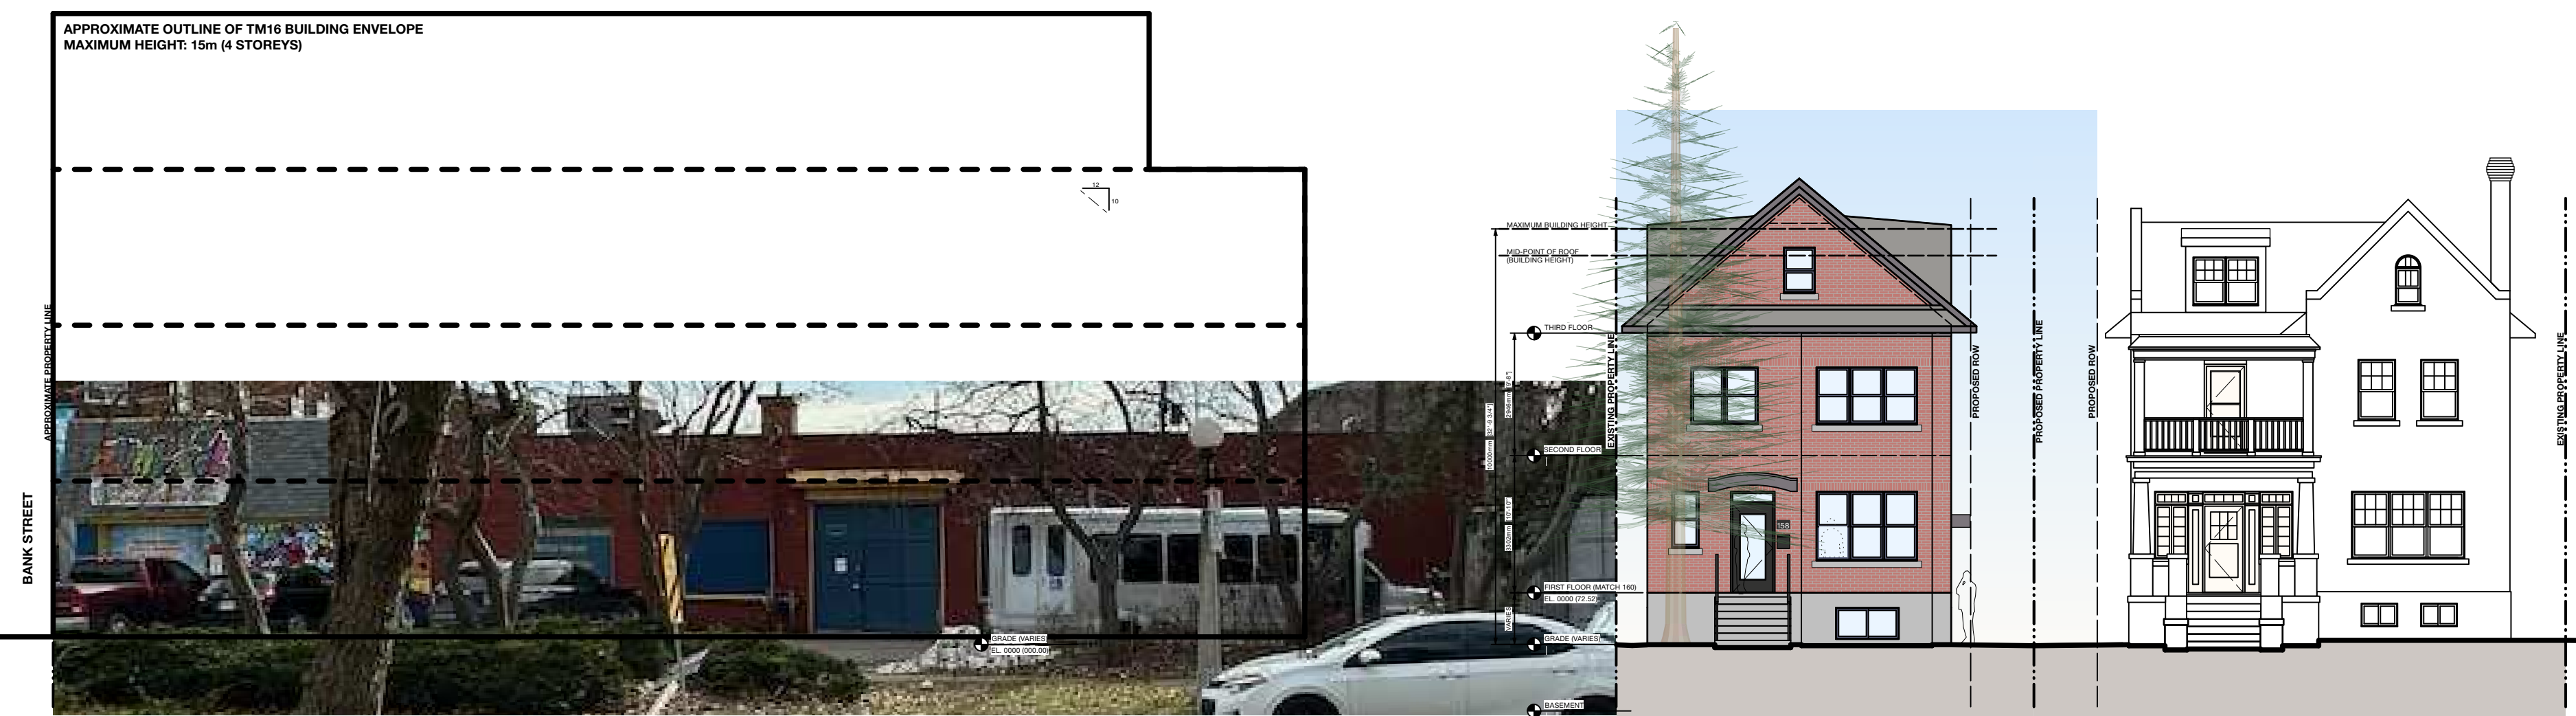 APPROXIMATE OUTLINE OF TM16 BUILDING ENVELOPE
MAXIMUM HEIGHT: 15m (4 STOREYS)
12
10
BANK STREET
APPROXIMATE PROPERTY LINE
GRADE (VARIES)
EL. 0000 (000.00)
MAXIMUM BUILDING HEIGHT
MID-POINT OF ROOF
(BUILDING HEIGHT)
THIRD FLOOR
SECOND FLOOR
FIRST FLOOR (MATCH 160)
EL. 0000 (72.52)
GRADE (VARIES)
BASEMENT
VARIES
EXISTING PROPERTY LINE
158
PROPOSED ROW
PROPOSED PROPERTY LINE
PROPOSED ROW
EXISTING PROPERTY LINE